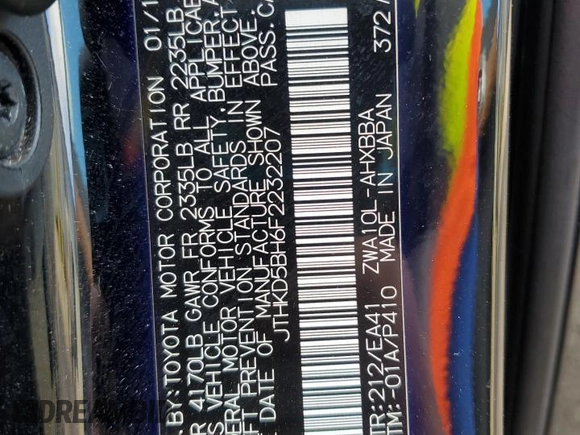 . BY: TOYOTA MOTOR CORPORATION 01/1
R 4170LB GAWR FR 2335LB RR 2235LB
S VEHICLE CONFORMS TO ALL APPLICAB
ERAL MOTOR VEHICLE SAFETY, BUMPER, A
FT PREVENTION STANDARDS IN EFFECT
E DATE OF MANUFACTURE SHOWN ABOVE.
JTHKD5BH6F2232207 PASS.CA
TR:212/EA41 ZWA10L-AHXBBA
TM:-01A/P410 MADE IN JAPAN 372